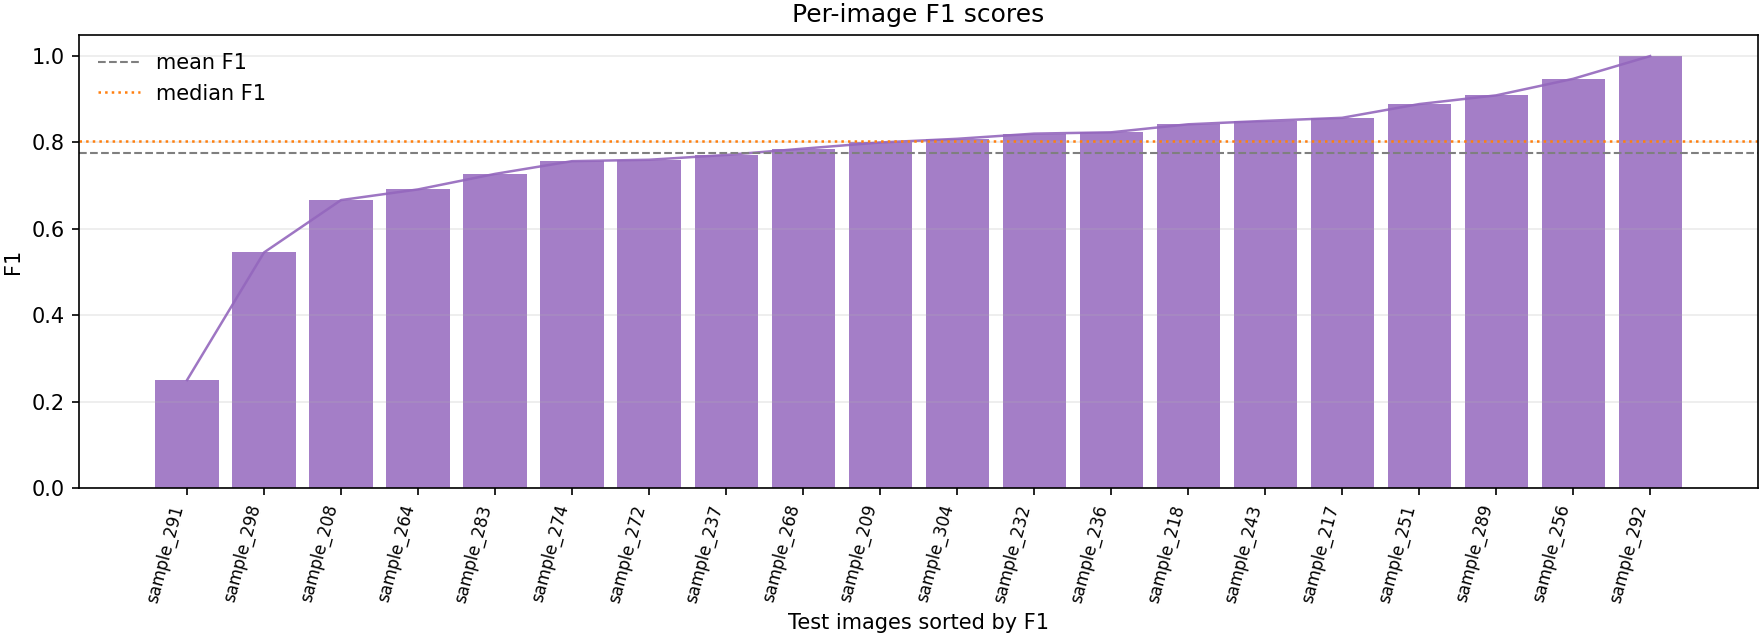 Per-image F1 scores
mean F1
median F1
F1
1.0
0.8
0.6
0.4
0.2
0.0
sample_291
sample_298
sample_208
sample_264
sample_283
sample_274
sample_272
sample_237
sample_268
sample_209
sample_304
sample_232
sample_236
sample_218
sample_243
sample_217
sample_251
sample_289
sample_256
sample_292
Test images sorted by F1